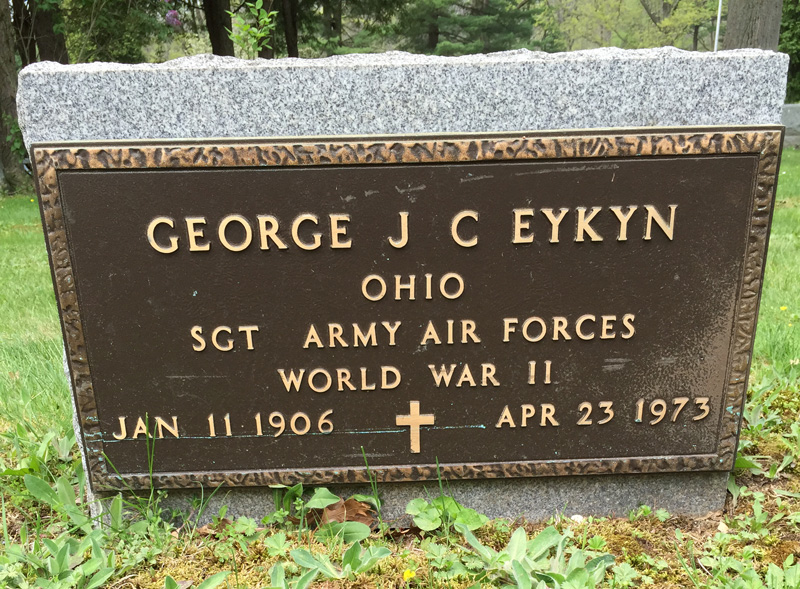 GEORGE J C EYKYN
OHIO
SGT ARMY AIR FORCES
WORLD WAR II
JAN 11 1906 APR 23 1973